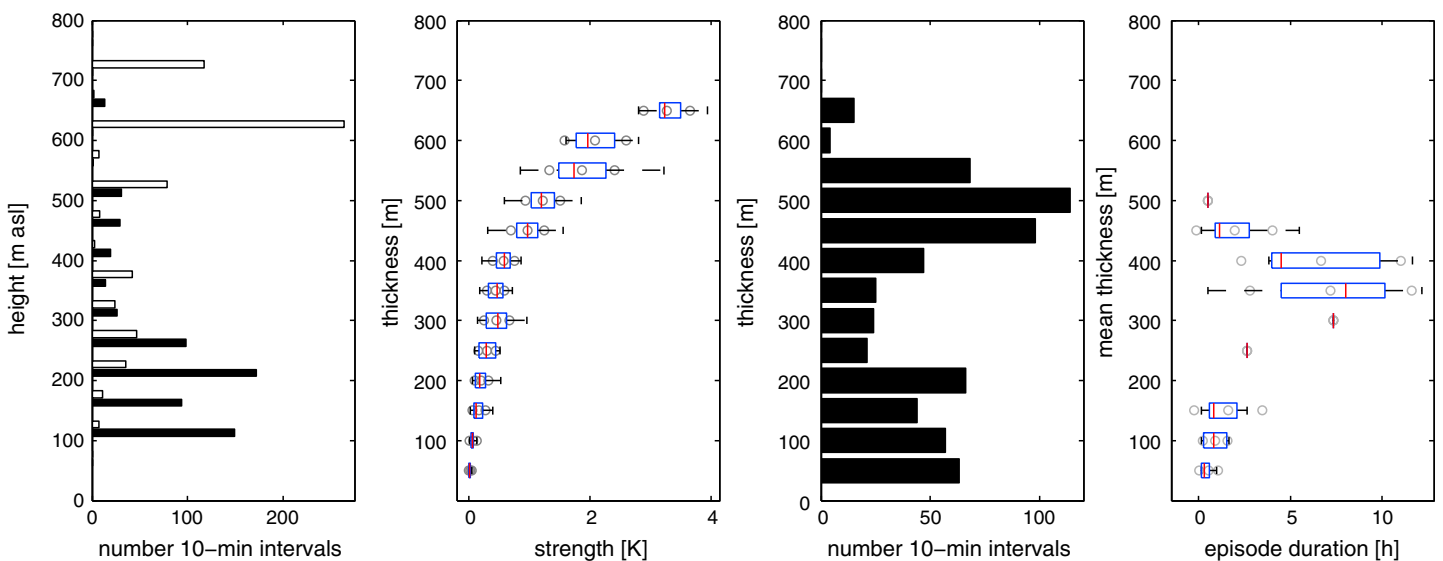 800
700
600
500
400
300
200
100
0
height [m asl]
0 100 200
number 10−min intervals
800
700
600
500
400
300
200
100
thickness [m]
0 2 4
strength [K]
800
700
600
500
400
300
200
100
0
thickness [m]
0 50 100
number 10−min intervals
800
700
600
500
400
300
200
100
mean thickness [m]
0 5 10
episode duration [h]